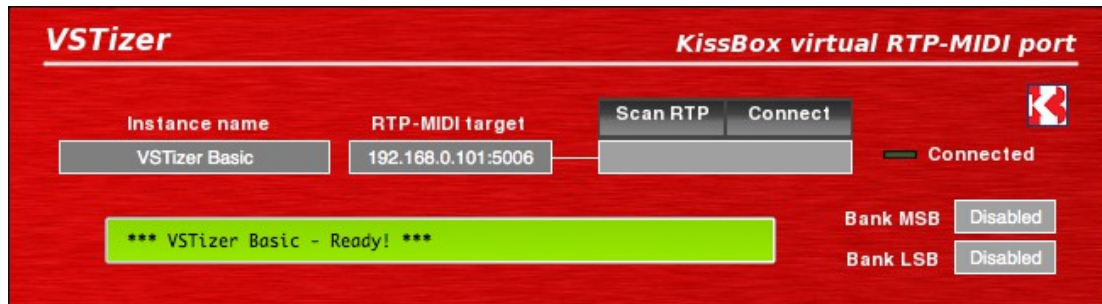 VSTizer
KissBox virtual RTP-MIDI port
Scan RTP Connect
Instance name RTP-MIDI target
VSTizer Basic 192.168.0.101:5006 Connected
*** VSTizer Basic - Ready! ***
Bank MSB Disabled
Bank LSB Disabled